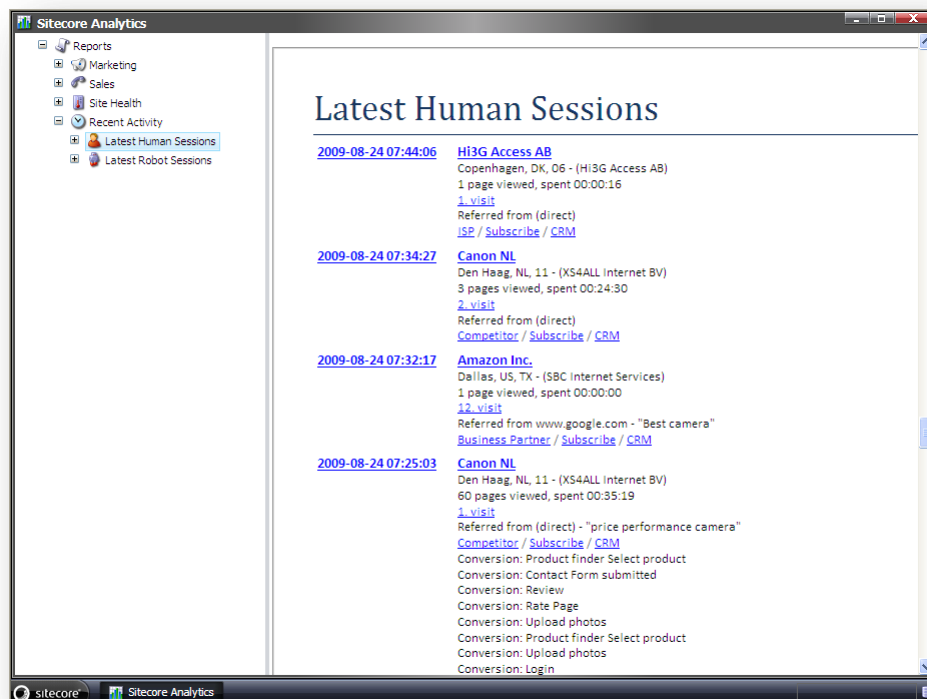 Sitecore Analytics
Reports
Marketing
Sales
Site Health
Recent Activity
Latest Human Sessions
Latest Robot Sessions
Latest Human Sessions
2009-08-24 07:44:06 Hi3G Access AB
Copenhagen, DK, 06 - (Hi3G Access AB)
1 page viewed, spent 00:00:16
1. visit
Referred from (direct)
ISP / Subscribe / CRM
2009-08-24 07:34:27 Canon NL
Den Haag, NL, 11 - (XS4ALL Internet BV)
3 pages viewed, spent 00:24:30
2. visit
Referred from (direct)
Competitor / Subscribe / CRM
2009-08-24 07:32:17 Amazon Inc.
Dallas, US, TX - (SBC Internet Services)
1 page viewed, spent 00:00:00
12. visit
Referred from www.google.com - "Best camera"
Business Partner / Subscribe / CRM
2009-08-24 07:25:03 Canon NL
Den Haag, NL, 11 - (XS4ALL Internet BV)
60 pages viewed, spent 00:35:19
1. visit
Referred from (direct) - "price performance camera"
Competitor / Subscribe / CRM
Conversion: Product finder Select product
Conversion: Contact Form submitted
Conversion: Review
Conversion: Rate Page
Conversion: Upload photos
Conversion: Product finder Select product
Conversion: Upload photos
Conversion: Login
sitecore Sitecore Analytics